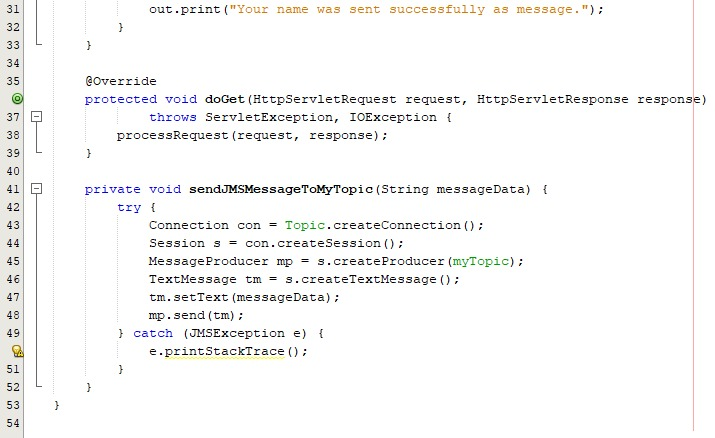 31 out.print("Your name was sent successfully as message.");
32 }
33 }
34
35 @Override
protected void doGet(HttpServletRequest request, HttpServletResponse response)
37 throws ServletException, IOException {
38 processRequest(request, response);
39 }
40
41 private void sendJMSMessageToMyTopic(String messageData) {
42 try {
43 Connection con = Topic.createConnection();
44 Session s = con.createSession();
45 MessageProducer mp = s.createProducer(myTopic);
46 TextMessage tm = s.createTextMessage();
47 tm.setText(messageData);
48 mp.send(tm);
49 } catch (JMSException e) {
e.printStackTrace();
51 }
52 }
53 }
54